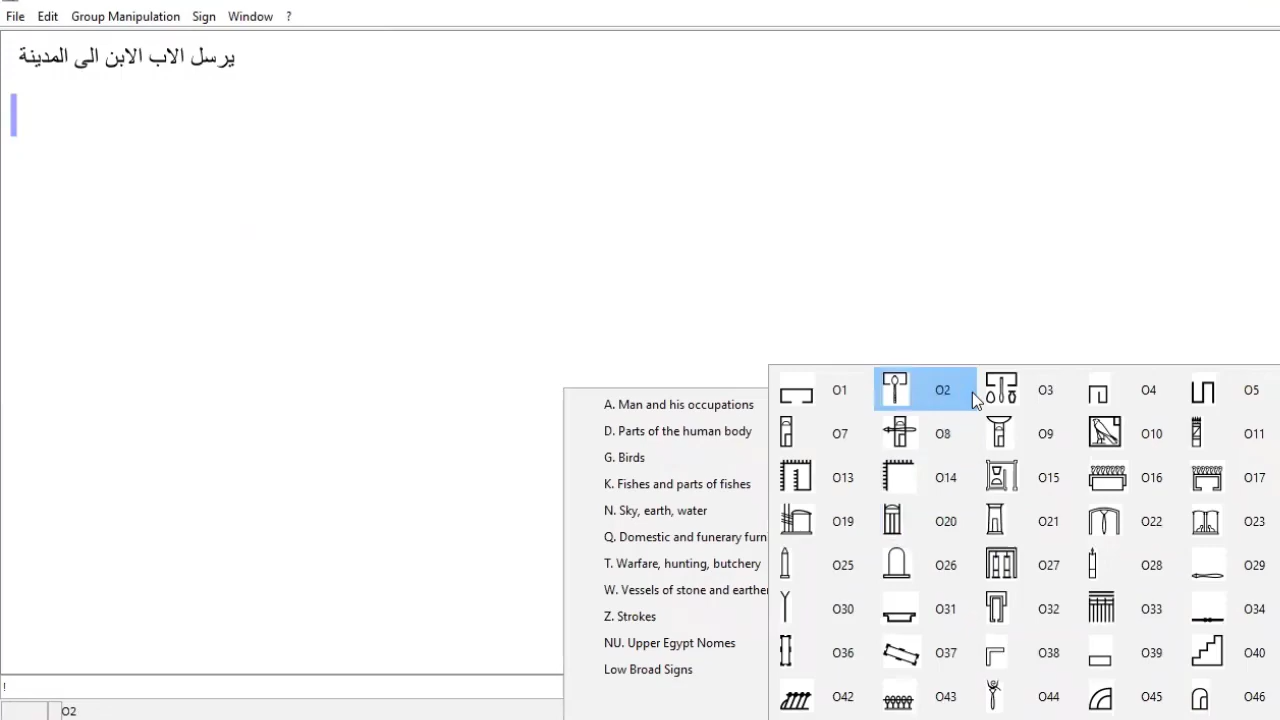 File Edit Group Manipulation Sign Window ?
يرسل الاب الابن الى المدينة
A. Man and his occupations
D. Parts of the human body
G. Birds
K. Fishes and parts of fishes
N. Sky, earth, water
Q. Domestic and funerary furn
T. Warfare, hunting, butchery
W. Vessels of stone and earthe
Z. Strokes
NU. Upper Egypt Nomes
Low Broad Signs
O1 O2 O3 O4 O5
O7 O8 O9 O10 O11
O13 O14 O15 O16 O17
O19 O20 O21 O22 O23
O25 O26 O27 O28 O29
O30 O31 O32 O33 O34
O36 O37 O38 O39 O40
O42 O43 O44 O45 O46
!
O2